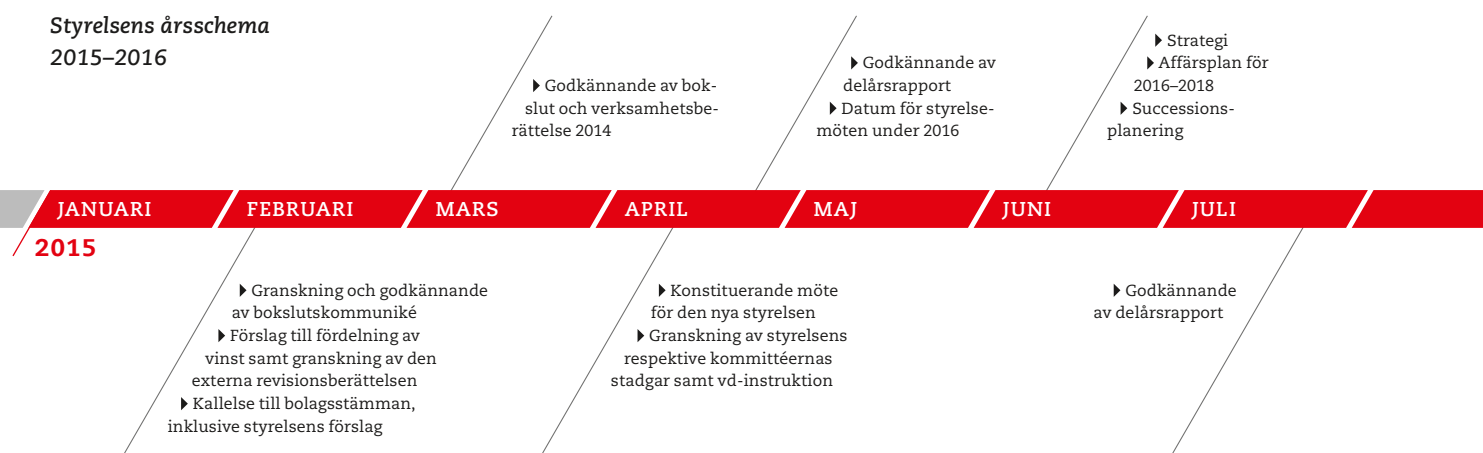 Styrelsens årsschema
2015–2016
Godkännande av bok-
slut och verksamhetsbe-
rättelse 2014
Godkännande av
delårsrapport
Datum för styrelse-
möten under 2016
Strategi
Affärsplan för
2016–2018
Successions-
planering
JANUARI
FEBRUARI
MARS
APRIL
MAJ
JUNI
JULI
2015
Granskning och godkännande
av bokslutskommuniké
Förslag till fördelning av
vinst samt granskning av den
externa revisionsberättelsen
Kallelse till bolagsstämman,
inklusive styrelsens förslag
Konstituerande möte
för den nya styrelsen
Granskning av styrelsens
respektive kommittéernas
stadgar samt vd-instruktion
Godkännande
av delårsrapport